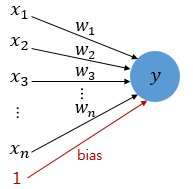 x₁
w₁
x₂
w₂
x₃
w₃
y
⋮
⋮
wₙ
xₙ
bias
1